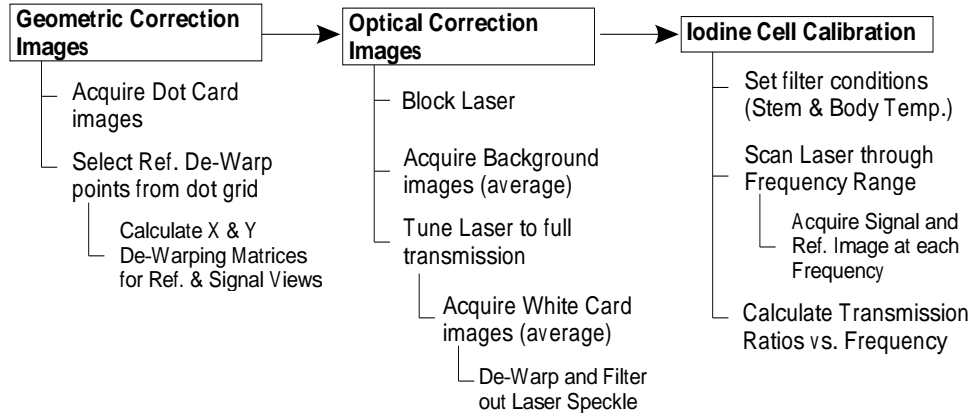 Geometric Correction
Images
Acquire Dot Card
images
Select Ref. De-Warp
points from dot grid
Calculate X & Y
De-Warping Matrices
for Ref. & Signal Views
Optical Correction
Images
Block Laser
Acquire Background
images (average)
Tune Laser to full
transmission
Acquire White Card
images (average)
De-Warp and Filter
out Laser Speckle
Iodine Cell Calibration
Set filter conditions
(Stem & Body Temp.)
Scan Laser through
Frequency Range
Acquire Signal and
Ref. Image at each
Frequency
Calculate Transmission
Ratios vs. Frequency